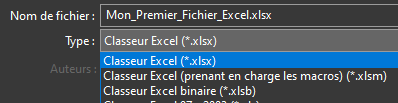 Nom de fichier : Mon_Premier_Fichier_Excel.xlsx
Type : Classeur Excel (*.xlsx)
Classeur Excel (*.xlsx)
Auteurs : Classeur Excel (prenant en charge les macros) (*.xlsm)
Classeur Excel binaire (*.xlsb)